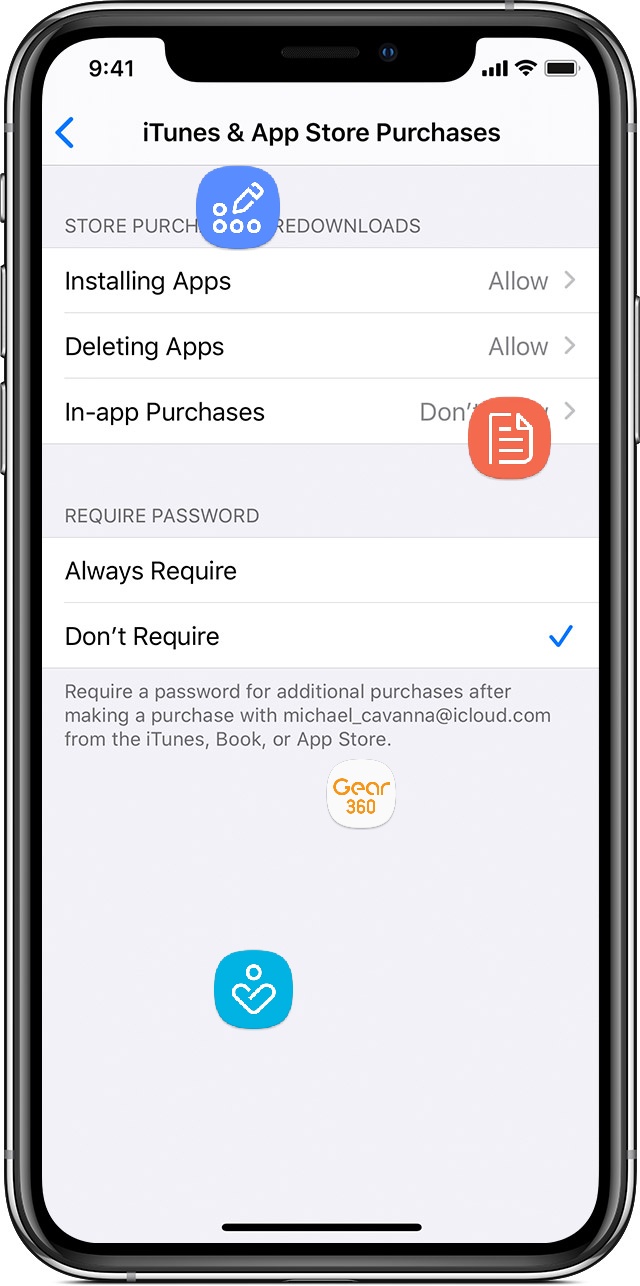 9:41
iTunes & App Store Purchases
STORE PURCH REDOWNLOADS
Installing Apps Allow
Deleting Apps Allow
In-app Purchases Don’t
REQUIRE PASSWORD
Always Require
Don’t Require
Require a password for additional purchases after
making a purchase with michael_cavanna@icloud.com
from the iTunes, Book, or App Store.
Gear
360